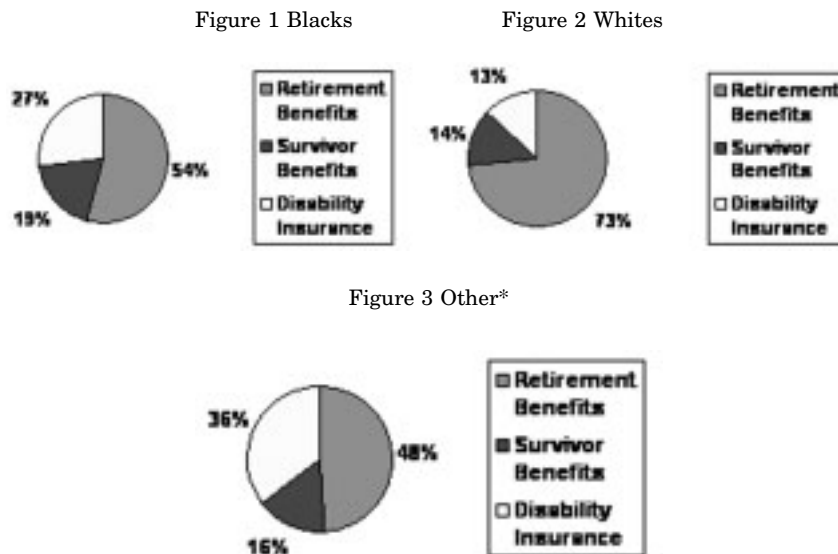 Figure 1 Blacks
27%
54%
19%
Retirement
Benefits
Survivor
Benefits
Disability
Insurance
Figure 2 Whites
13%
14%
73%
Retirement
Benefits
Survivor
Benefits
Disability
Insurance
Figure 3 Other*
36%
48%
16%
Retirement
Benefits
Survivor
Benefits
Disability
Insurance